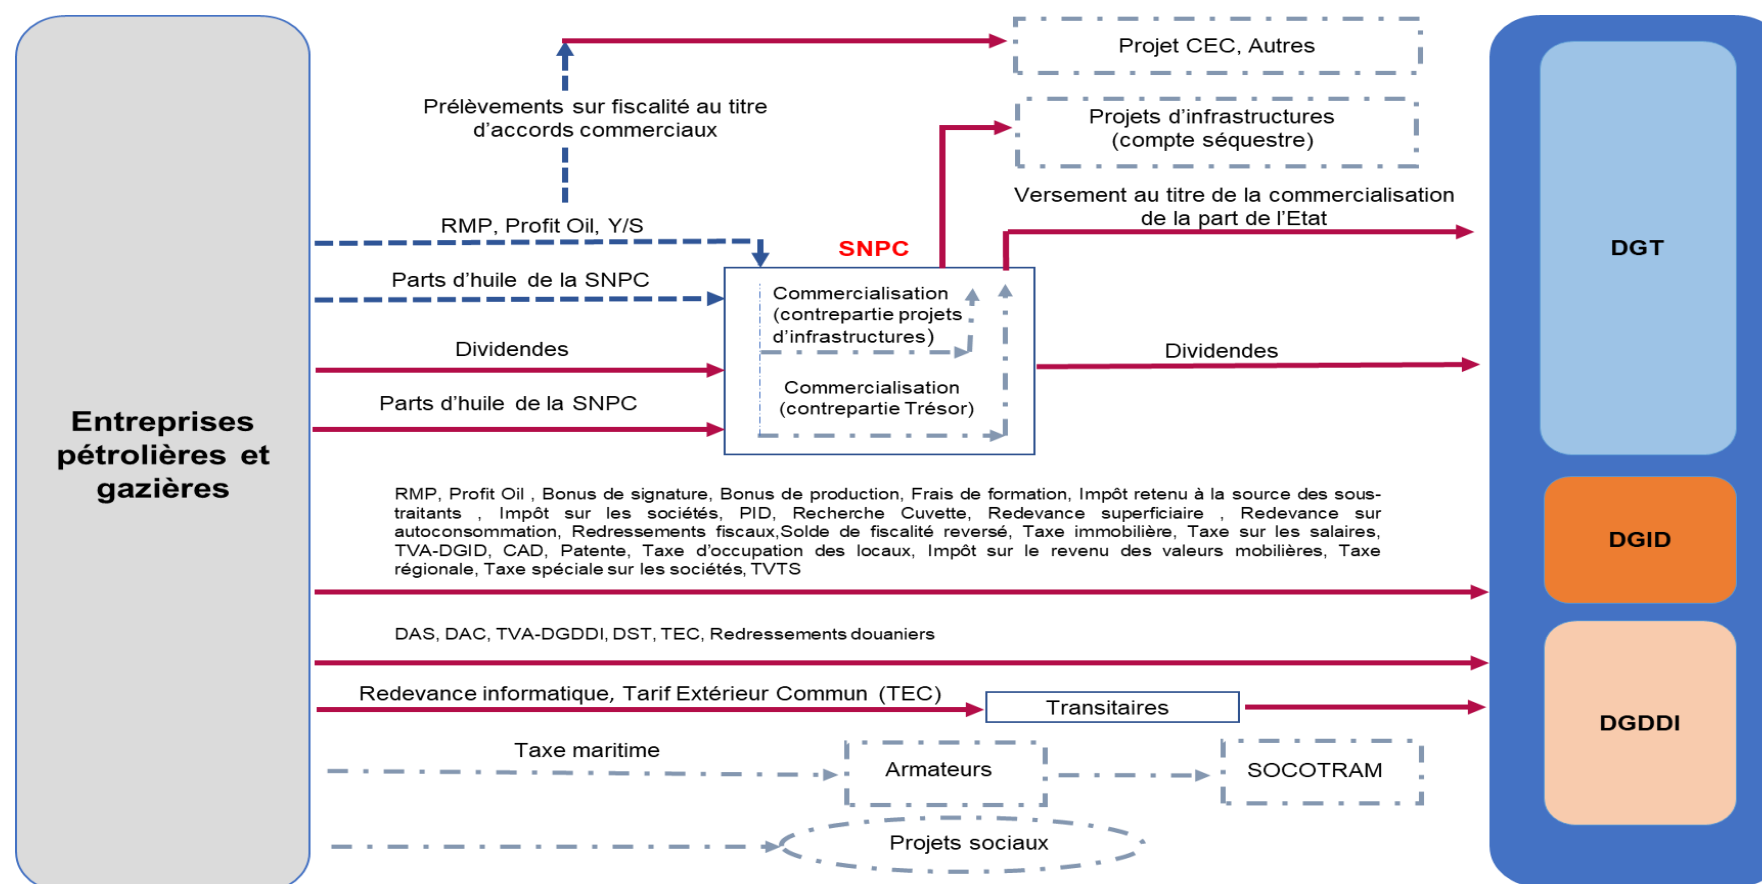 Projet CEC, Autres
Prélèvements sur fiscalité au titre
d'accords commerciaux
Projets d'infrastructures
(compte séquestre)
Versement au titre de la commercialisation
de la part de l'Etat
RMP, Profit Oil, Y/S
SNPC
DGT
Parts d'huile de la SNPC
Commercialisation
(contrepartie projets
d'infrastructures)
Dividendes
Dividendes
Commercialisation
(contrepartie Trésor)
Parts d'huile de la SNPC
Entreprises
pétrolières et
gazières
RMP, Profit Oil , Bonus de signature, Bonus de production, Frais de formation, Impôt retenu à la source des sous-
traitants , Impôt sur les sociétés, PID, Recherche Cuvette, Redevance superficiaire , Redevance sur
autoconsommation, Redressements fiscaux,Solde de fiscalité reversé, Taxe immobilière, Taxe sur les salaires,
TVA-DGID, CAD, Patente, Taxe d'occupation des locaux, Impôt sur le revenu des valeurs mobilières, Taxe
régionale, Taxe spéciale sur les sociétés, TVTS
DGID
DAS, DAC, TVA-DGDDI, DST, TEC, Redressements douaniers
Redevance informatique, Tarif Extérieur Commun (TEC)
Transitaires
DGDDI
Taxe maritime
Armateurs
SOCOTRAM
Projets sociaux